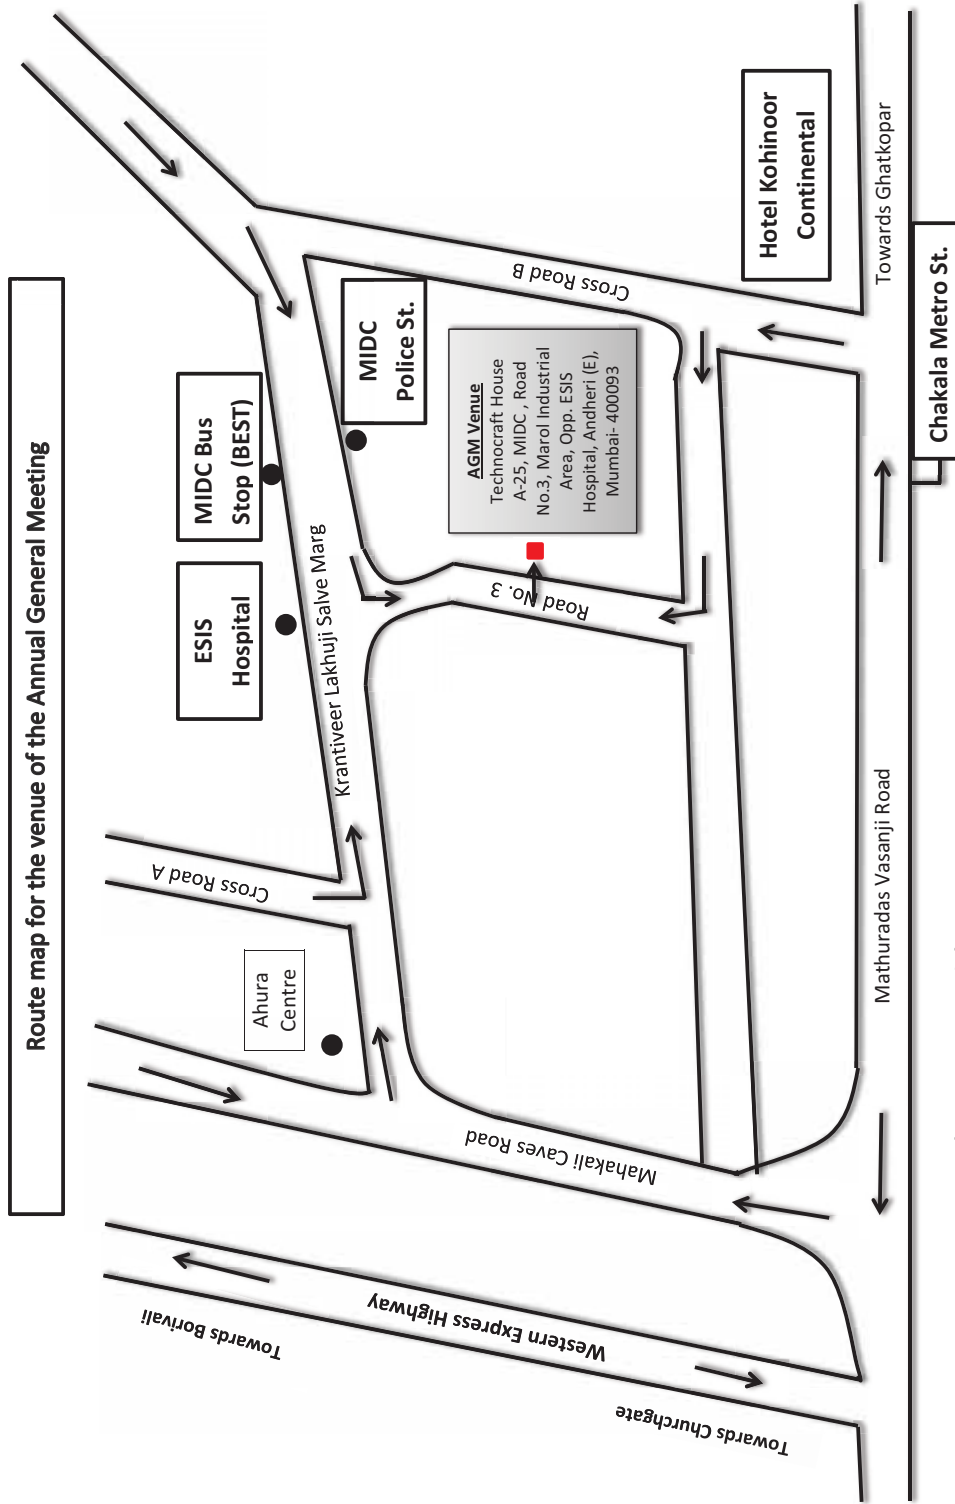 Route map for the venue of the Annual General Meeting
Ahura
Centre
ESIS
Hospital
MIDC Bus
Stop (BEST)
Cross Road A
Krantiveer Lakhuji Salve Marg
MIDC
Police St.
Towards Borivali
Western Express Highway
Towards Churchgate
Mahakali Caves Road
Road No. 3
AGM Venue
Technocraft House
A-25, MIDC , Road
No.3, Marol Industrial
Area, Opp. ESIS
Hospital, Andheri (E),
Mumbai- 400093
Cross Road B
Hotel Kohinoor
Continental
Mathuradas Vasanji Road
Towards Ghatkopar
Chakala Metro St.